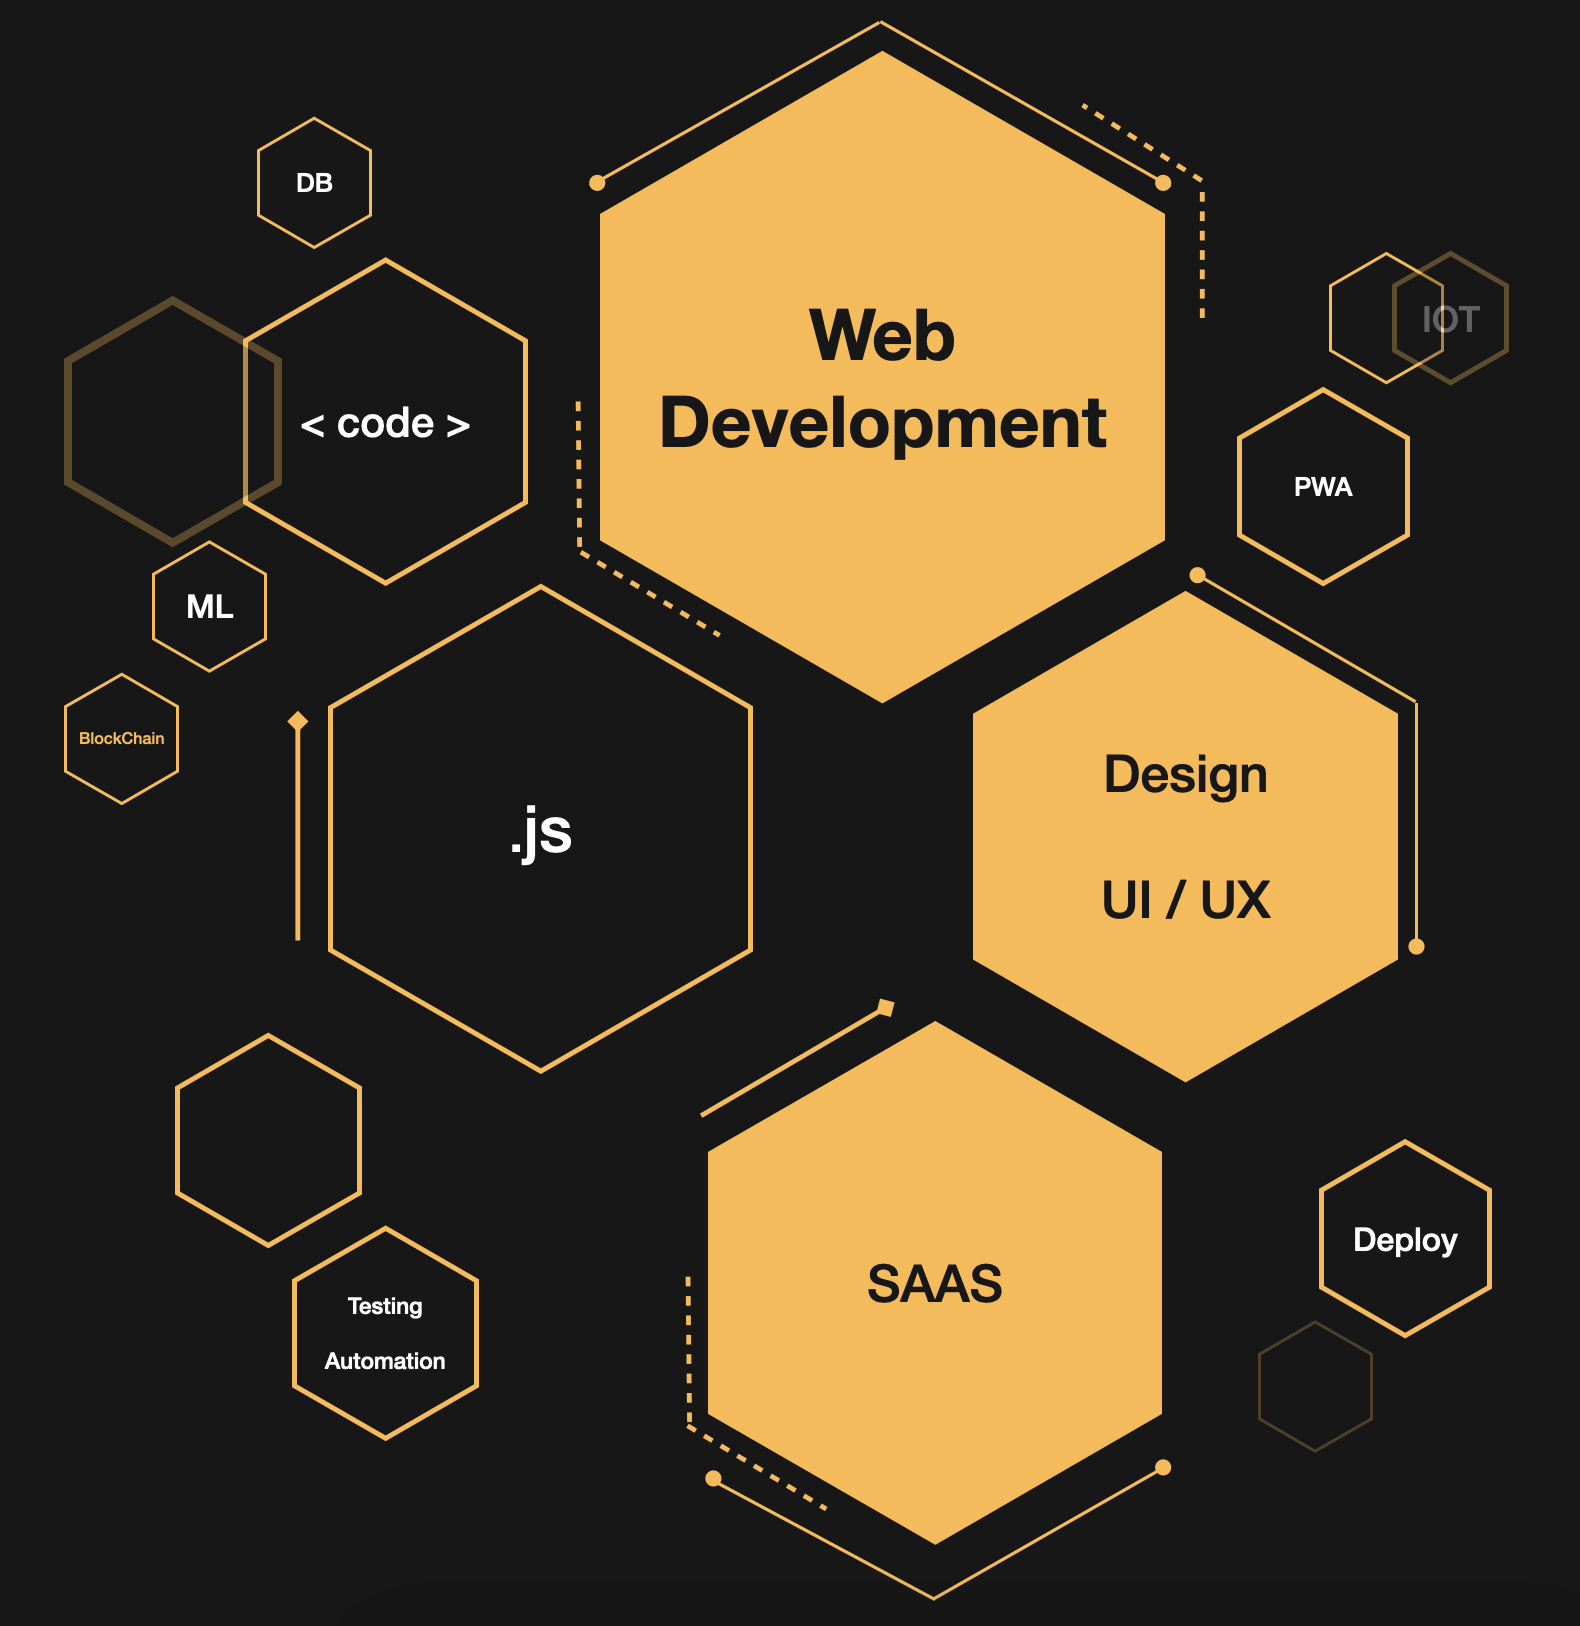 DB
Web
Development
IOT
< code >
PWA
ML
BlockChain
.js
Design
UI / UX
Deploy
SAAS
Testing
Automation